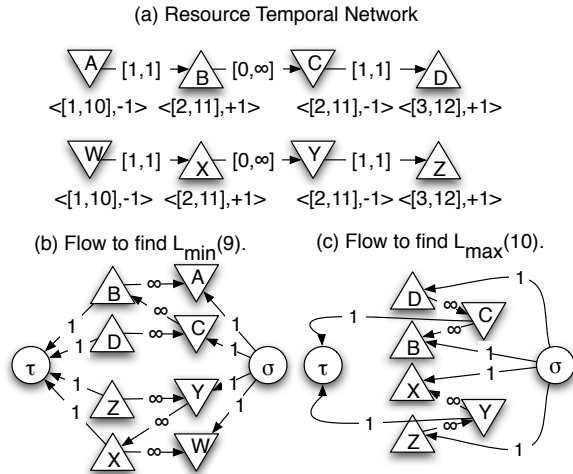 (a) Resource Temporal Network
A [1,1] B [0,∞] C [1,1] D
<[1,10],-1> <[2,11],+1> <[2,11],-1> <[3,12],+1>
W [1,1] X [0,∞] Y [1,1] Z
<[1,10],-1> <[2,11],+1> <[2,11],-1> <[3,12],+1>
(b) Flow to find Lmin(9).
B ∞ A
1 ∞ 1
D ∞ C
1 1
τ σ
1 1
Z ∞ Y
1 ∞ 1
X ∞ W
(c) Flow to find Lmax(10).
1
D ∞ C
1 ∞
B 1
τ σ
X 1
∞
1 Y
Z ∞ 1